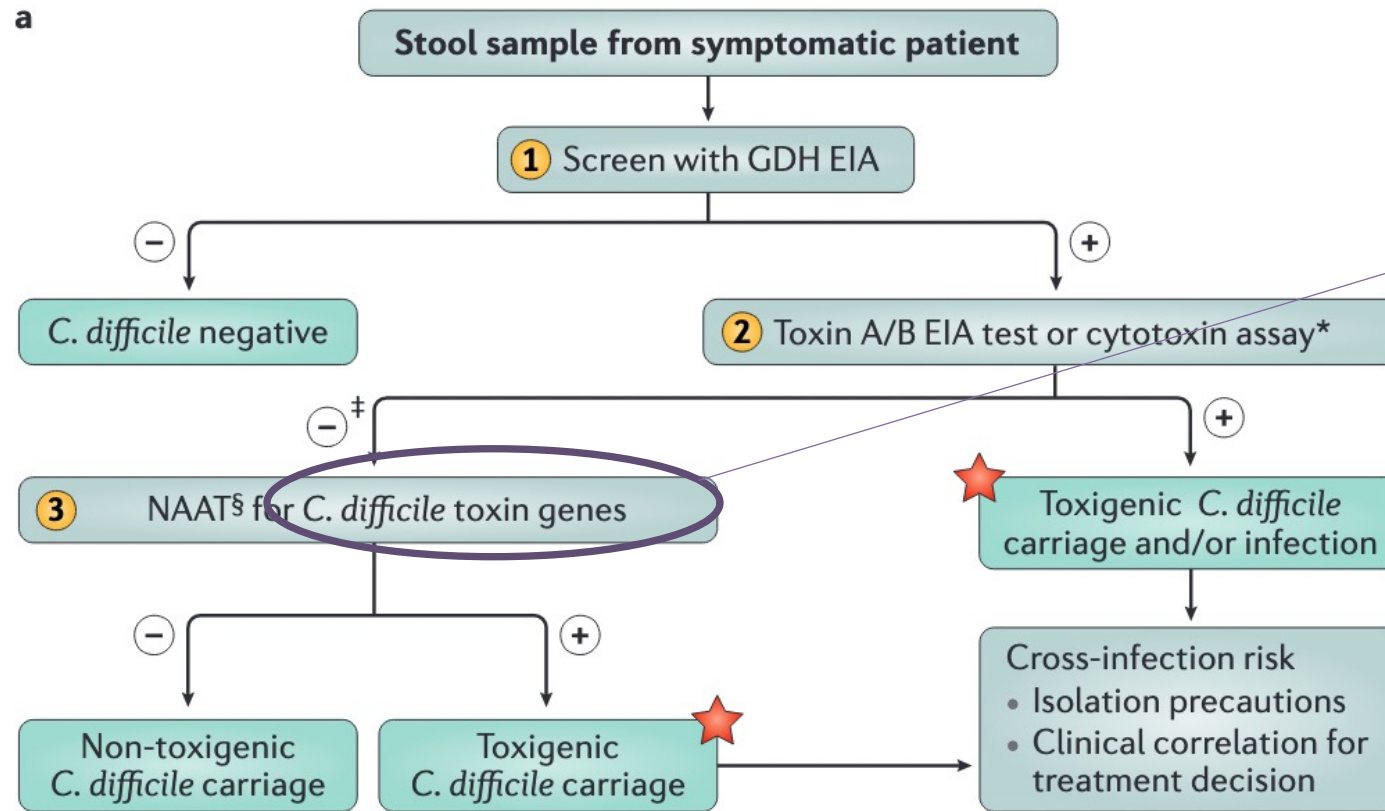 a
Stool sample from symptomatic patient
1 Screen with GDH EIA
− +
C. difficile negative
2 Toxin A/B EIA test or cytotoxin assay*
−‡ +
3 NAAT§ for C. difficile toxin genes
Toxigenic C. difficile
carriage and/or infection
− +
Non-toxigenic
C. difficile carriage
Toxigenic
C. difficile carriage
Cross-infection risk
• Isolation precautions
• Clinical correlation for
treatment decision